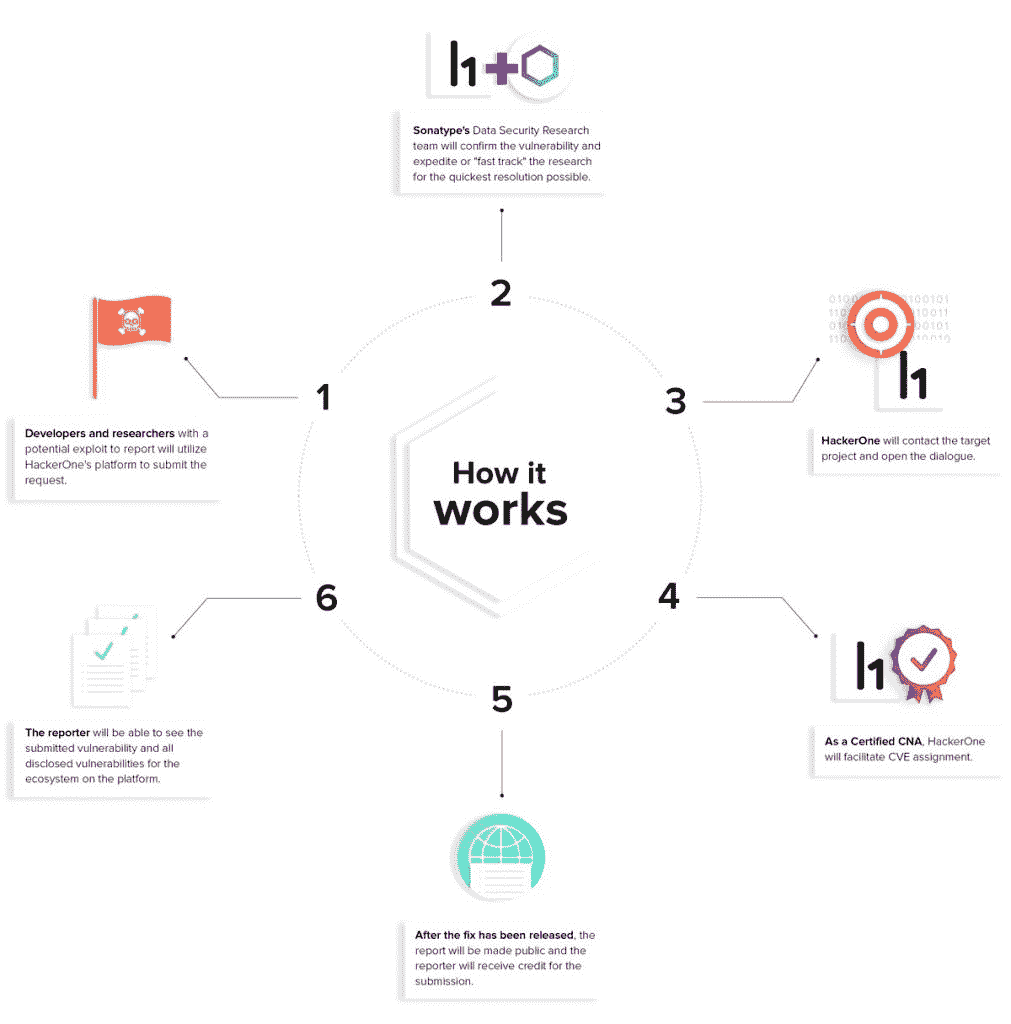 h1
Sonatype's Data Security Research
team will confirm the vulnerability and
expedite or "fast track" the research
for the quickest resolution possible.
2
1
Developers and researchers with a
potential exploit to report will utilize
HackerOne's platform to submit the
request.
3
h1
HackerOne will contact the target
project and open the dialogue.
How it
works
6
The reporter will be able to see the
submitted vulnerability and all
disclosed vulnerabilities for the
ecosystem on the platform.
4
h1
As a Certified CNA, HackerOne
will facilitate CVE assignment.
5
After the fix has been released, the
report will be made public and the
reporter will receive credit for the
submission.